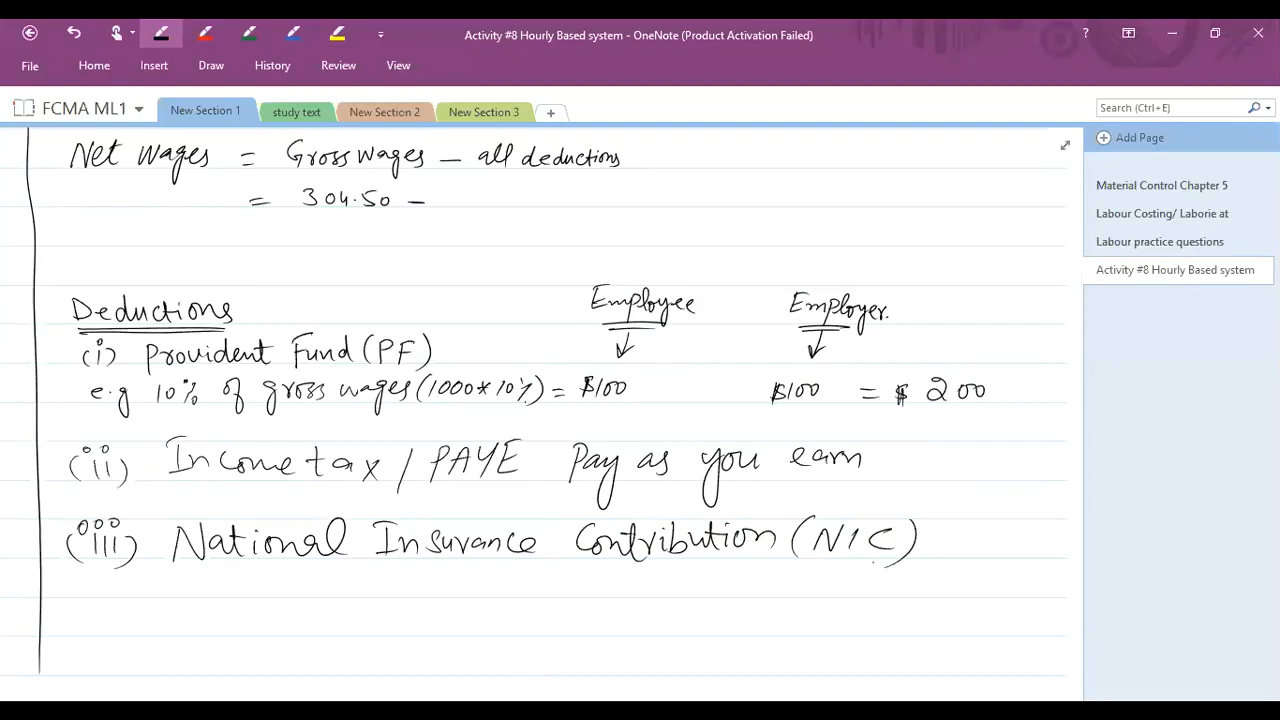 Activity #8 Hourly Based system - OneNote (Product Activation Failed)
?
File Home Insert Draw History Review View
FCMA ML1 New Section 1 study text New Section 2 New Section 3 + Search (Ctrl+E)
Net wages = Gross wages – all deductions
= 304.50 –
Deductions Employee Employer.
(i) Provident Fund (PF)
e.g 10% of gross wages (1000*10%) = $100 $100 = $ 200
(ii) Income tax / PAYE Pay as you earn
(iii) National Insurance Contribution (NIC)
Add Page
Material Control Chapter 5
Labour Costing/ Laborie at
Labour practice questions
Activity #8 Hourly Based system